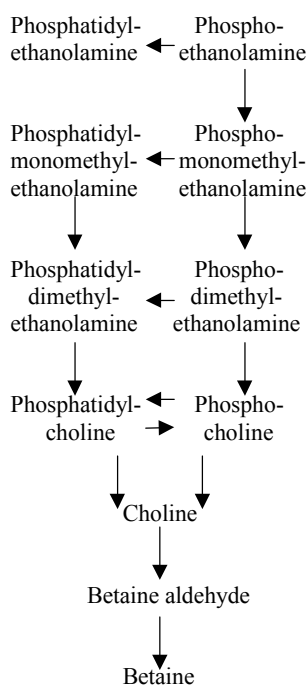 Phosphatidyl-
ethanolamine
Phospho-
ethanolamine
Phosphatidyl-
monomethyl-
ethanolamine
Phospho-
monomethyl-
ethanolamine
Phosphatidyl-
dimethyl-
ethanolamine
Phospho-
dimethyl-
ethanolamine
Phosphatidyl-
choline
Phospho-
choline
Choline
Betaine aldehyde
Betaine